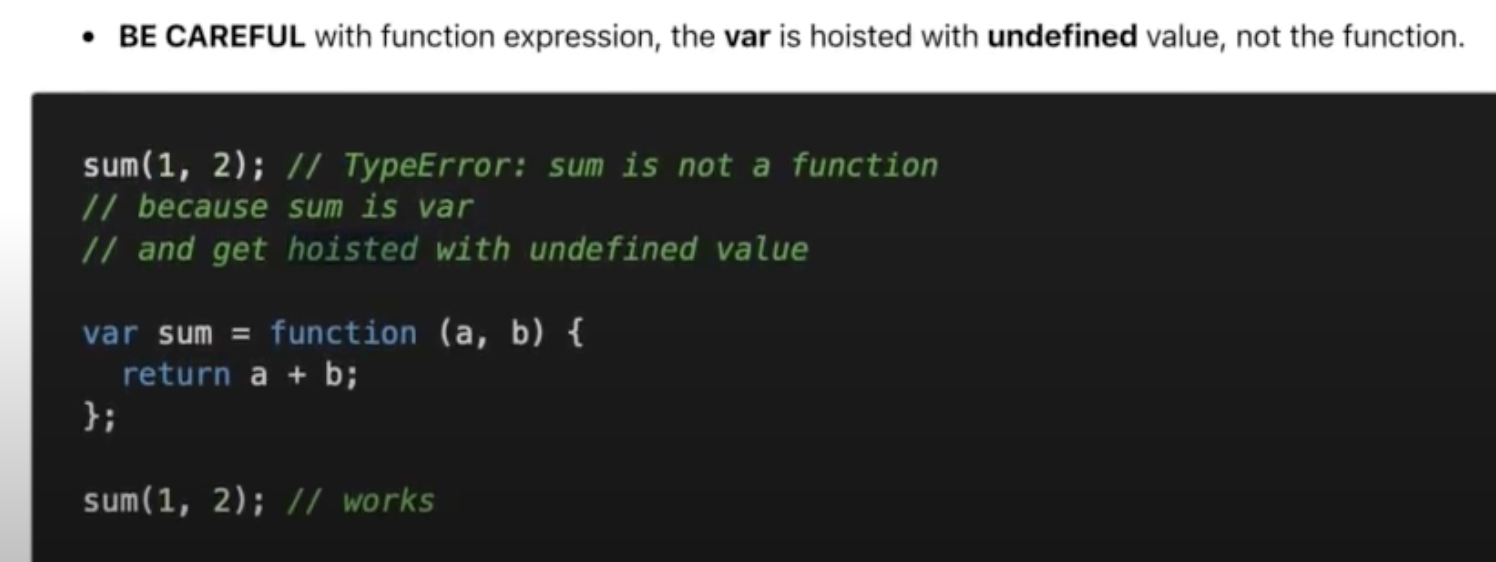 • BE CAREFUL with function expression, the var is hoisted with undefined value, not the function.
sum(1, 2); // TypeError: sum is not a function
// because sum is var
// and get hoisted with undefined value
var sum = function (a, b) {
  return a + b;
};
sum(1, 2); // works